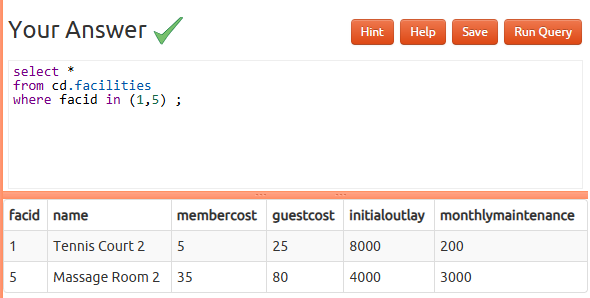 Your Answer
Hint Help Save Run Query
select *
from cd.facilities
where facid in (1,5) ;
facid name membercost guestcost initialoutlay monthlymaintenance
1 Tennis Court 2 5 25 8000 200
5 Massage Room 2 35 80 4000 3000